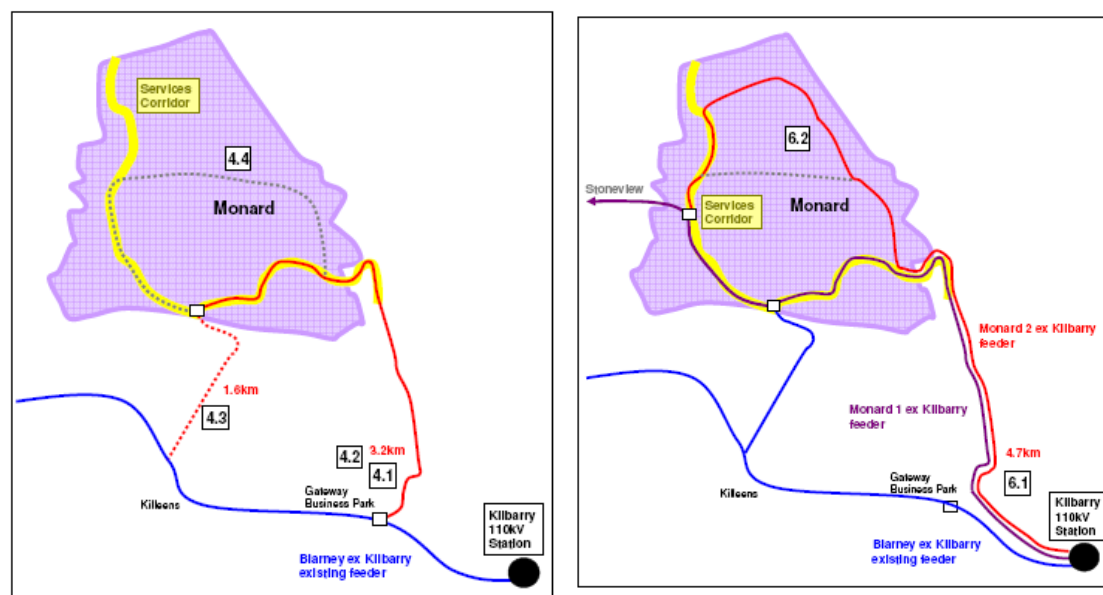 Services
Corridor
4.4
Monard
1.6km
4.3
3.2km
4.2
4.1
Gateway
Business Park
Killeens
Kilbarry
110kV
Station
Blarney ex Kilbarry
existing feeder
6.2
Stoneview
Services
Corridor
Monard
Monard 2 ex Kilbarry
feeder
Monard 1 ex Kilbarry
feeder
4.7km
6.1
Gateway
Business Park
Killeens
Kilbarry
110kV
Station
Blarney ex Kilbarry
existing feeder